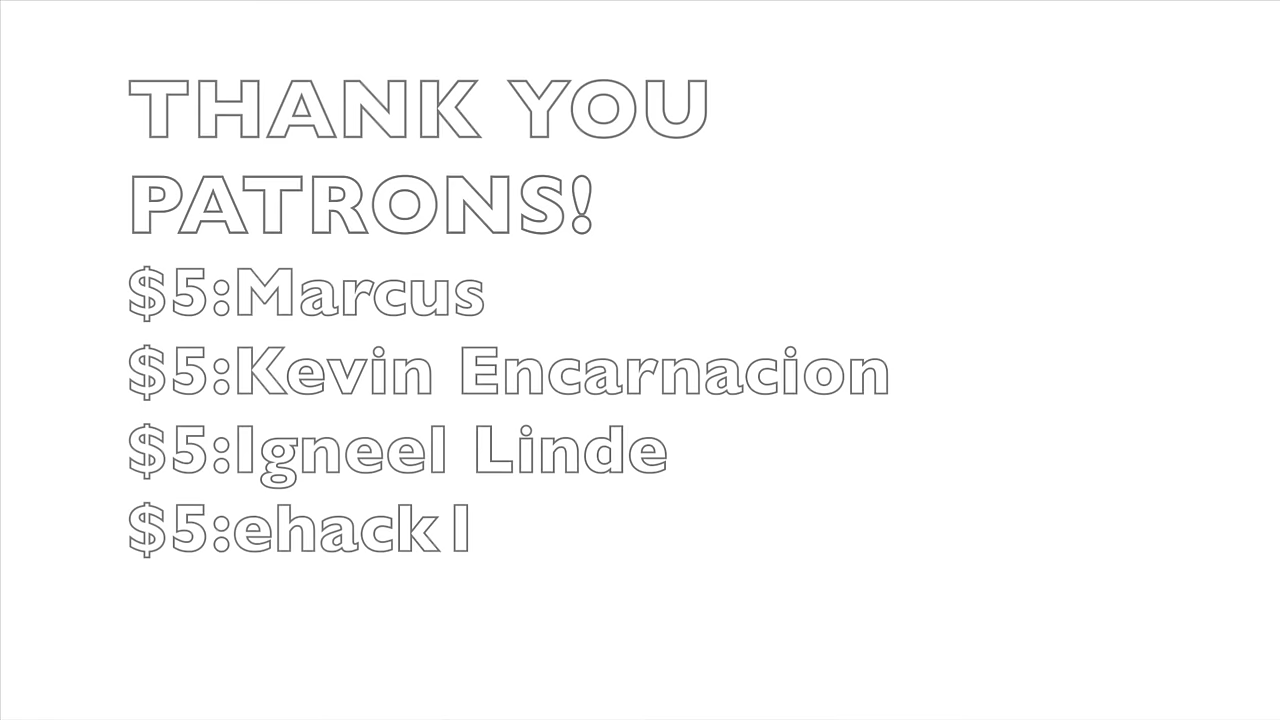 THANK YOU
PATRONS!
$5:Marcus
$5:Kevin Encarnacion
$5:Igneel Linde
$5:ehack1